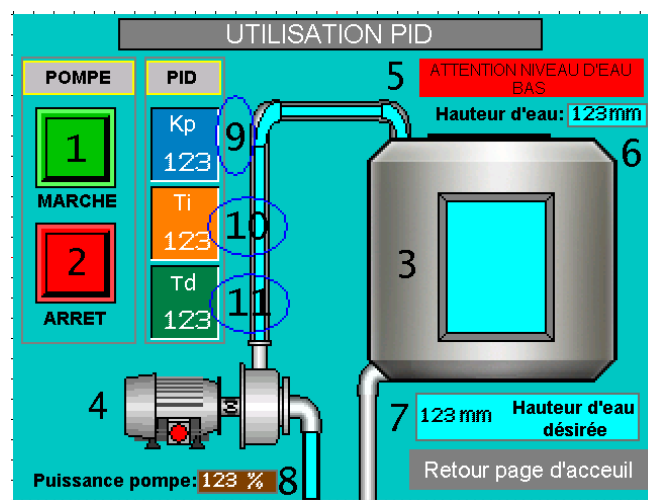 UTILISATION PID
POMPE
PID
5
ATTENTION NIVEAU D'EAU
BAS
Hauteur d'eau: 123mm
6
1
MARCHE
2
ARRET
Kp
123
9
Ti
123
10
Td
123
11
3
4
7
123 mm
Hauteur d'eau
désirée
Puissance pompe: 123 %
8
Retour page d'acceuil